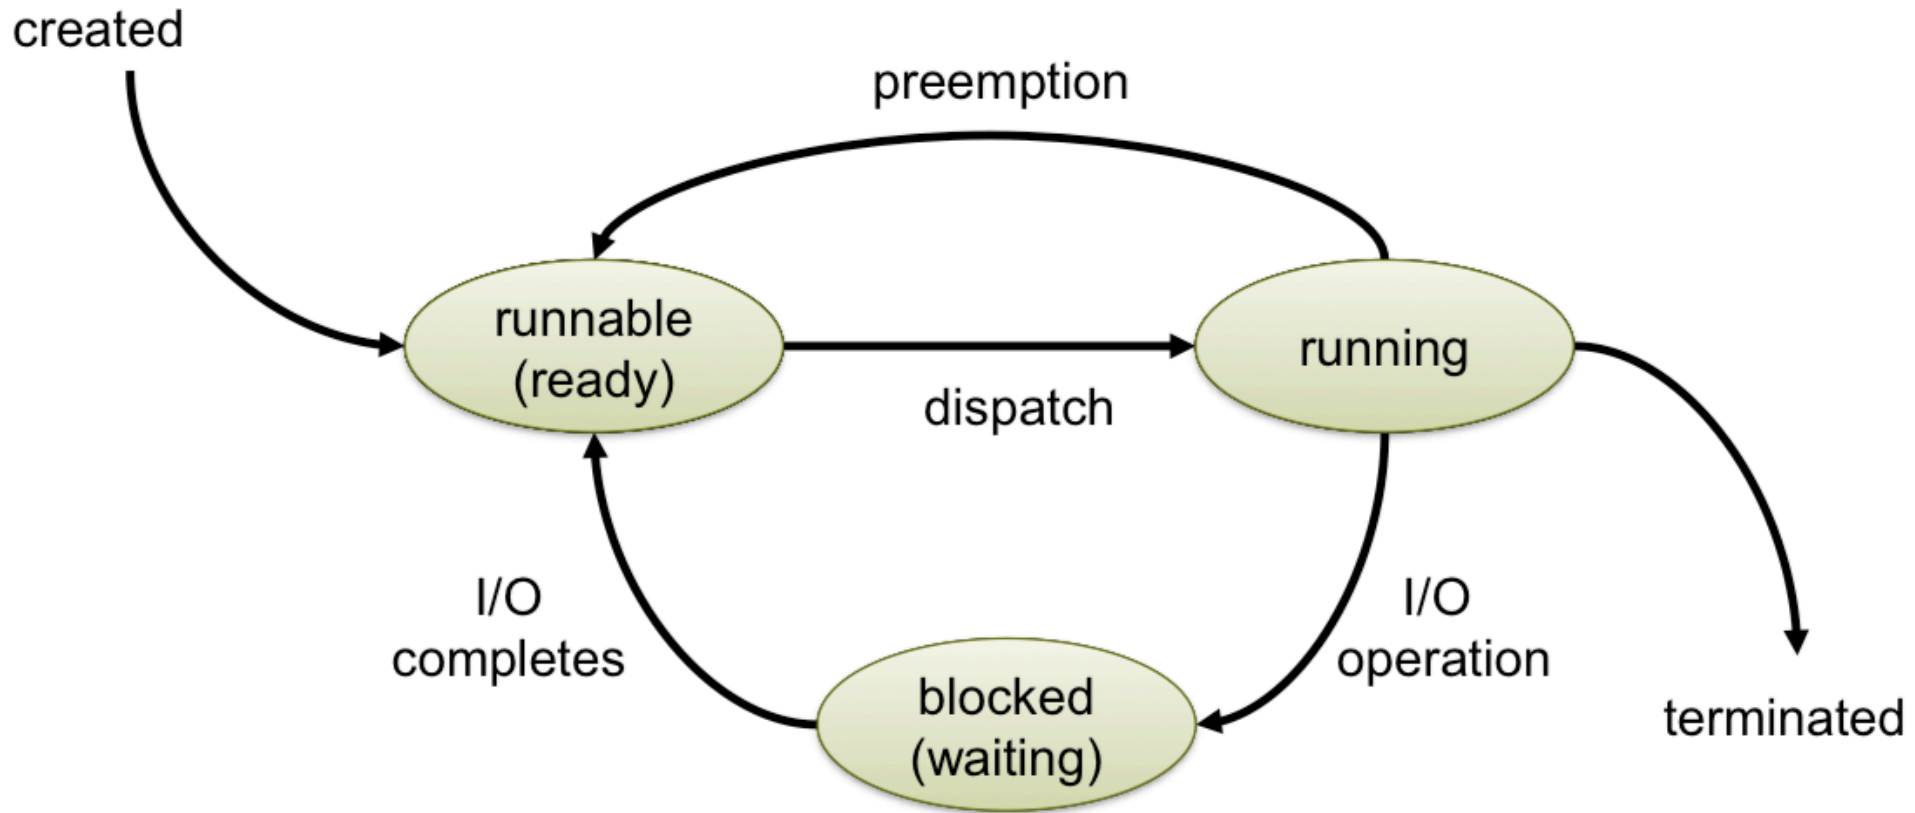 created
preemption
runnable
(ready)
running
dispatch
I/O
completes
I/O
operation
blocked
(waiting)
terminated